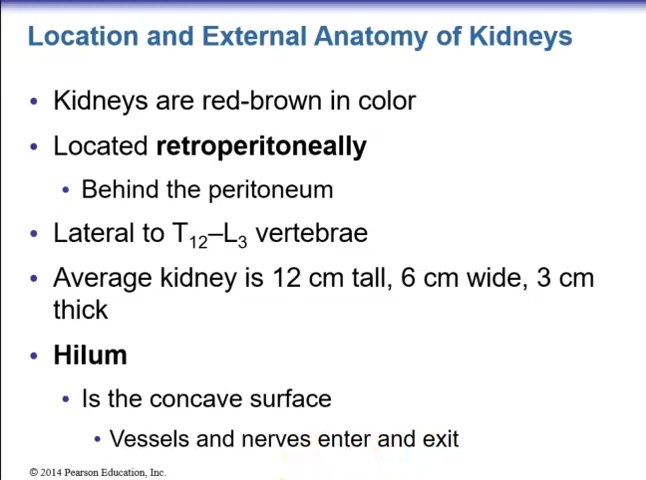 Location and External Anatomy of Kidneys
• Kidneys are red-brown in color
• Located retroperitoneally
• Behind the peritoneum
• Lateral to T12–L3 vertebrae
• Average kidney is 12 cm tall, 6 cm wide, 3 cm
thick
• Hilum
• Is the concave surface
• Vessels and nerves enter and exit
© 2014 Pearson Education, Inc.